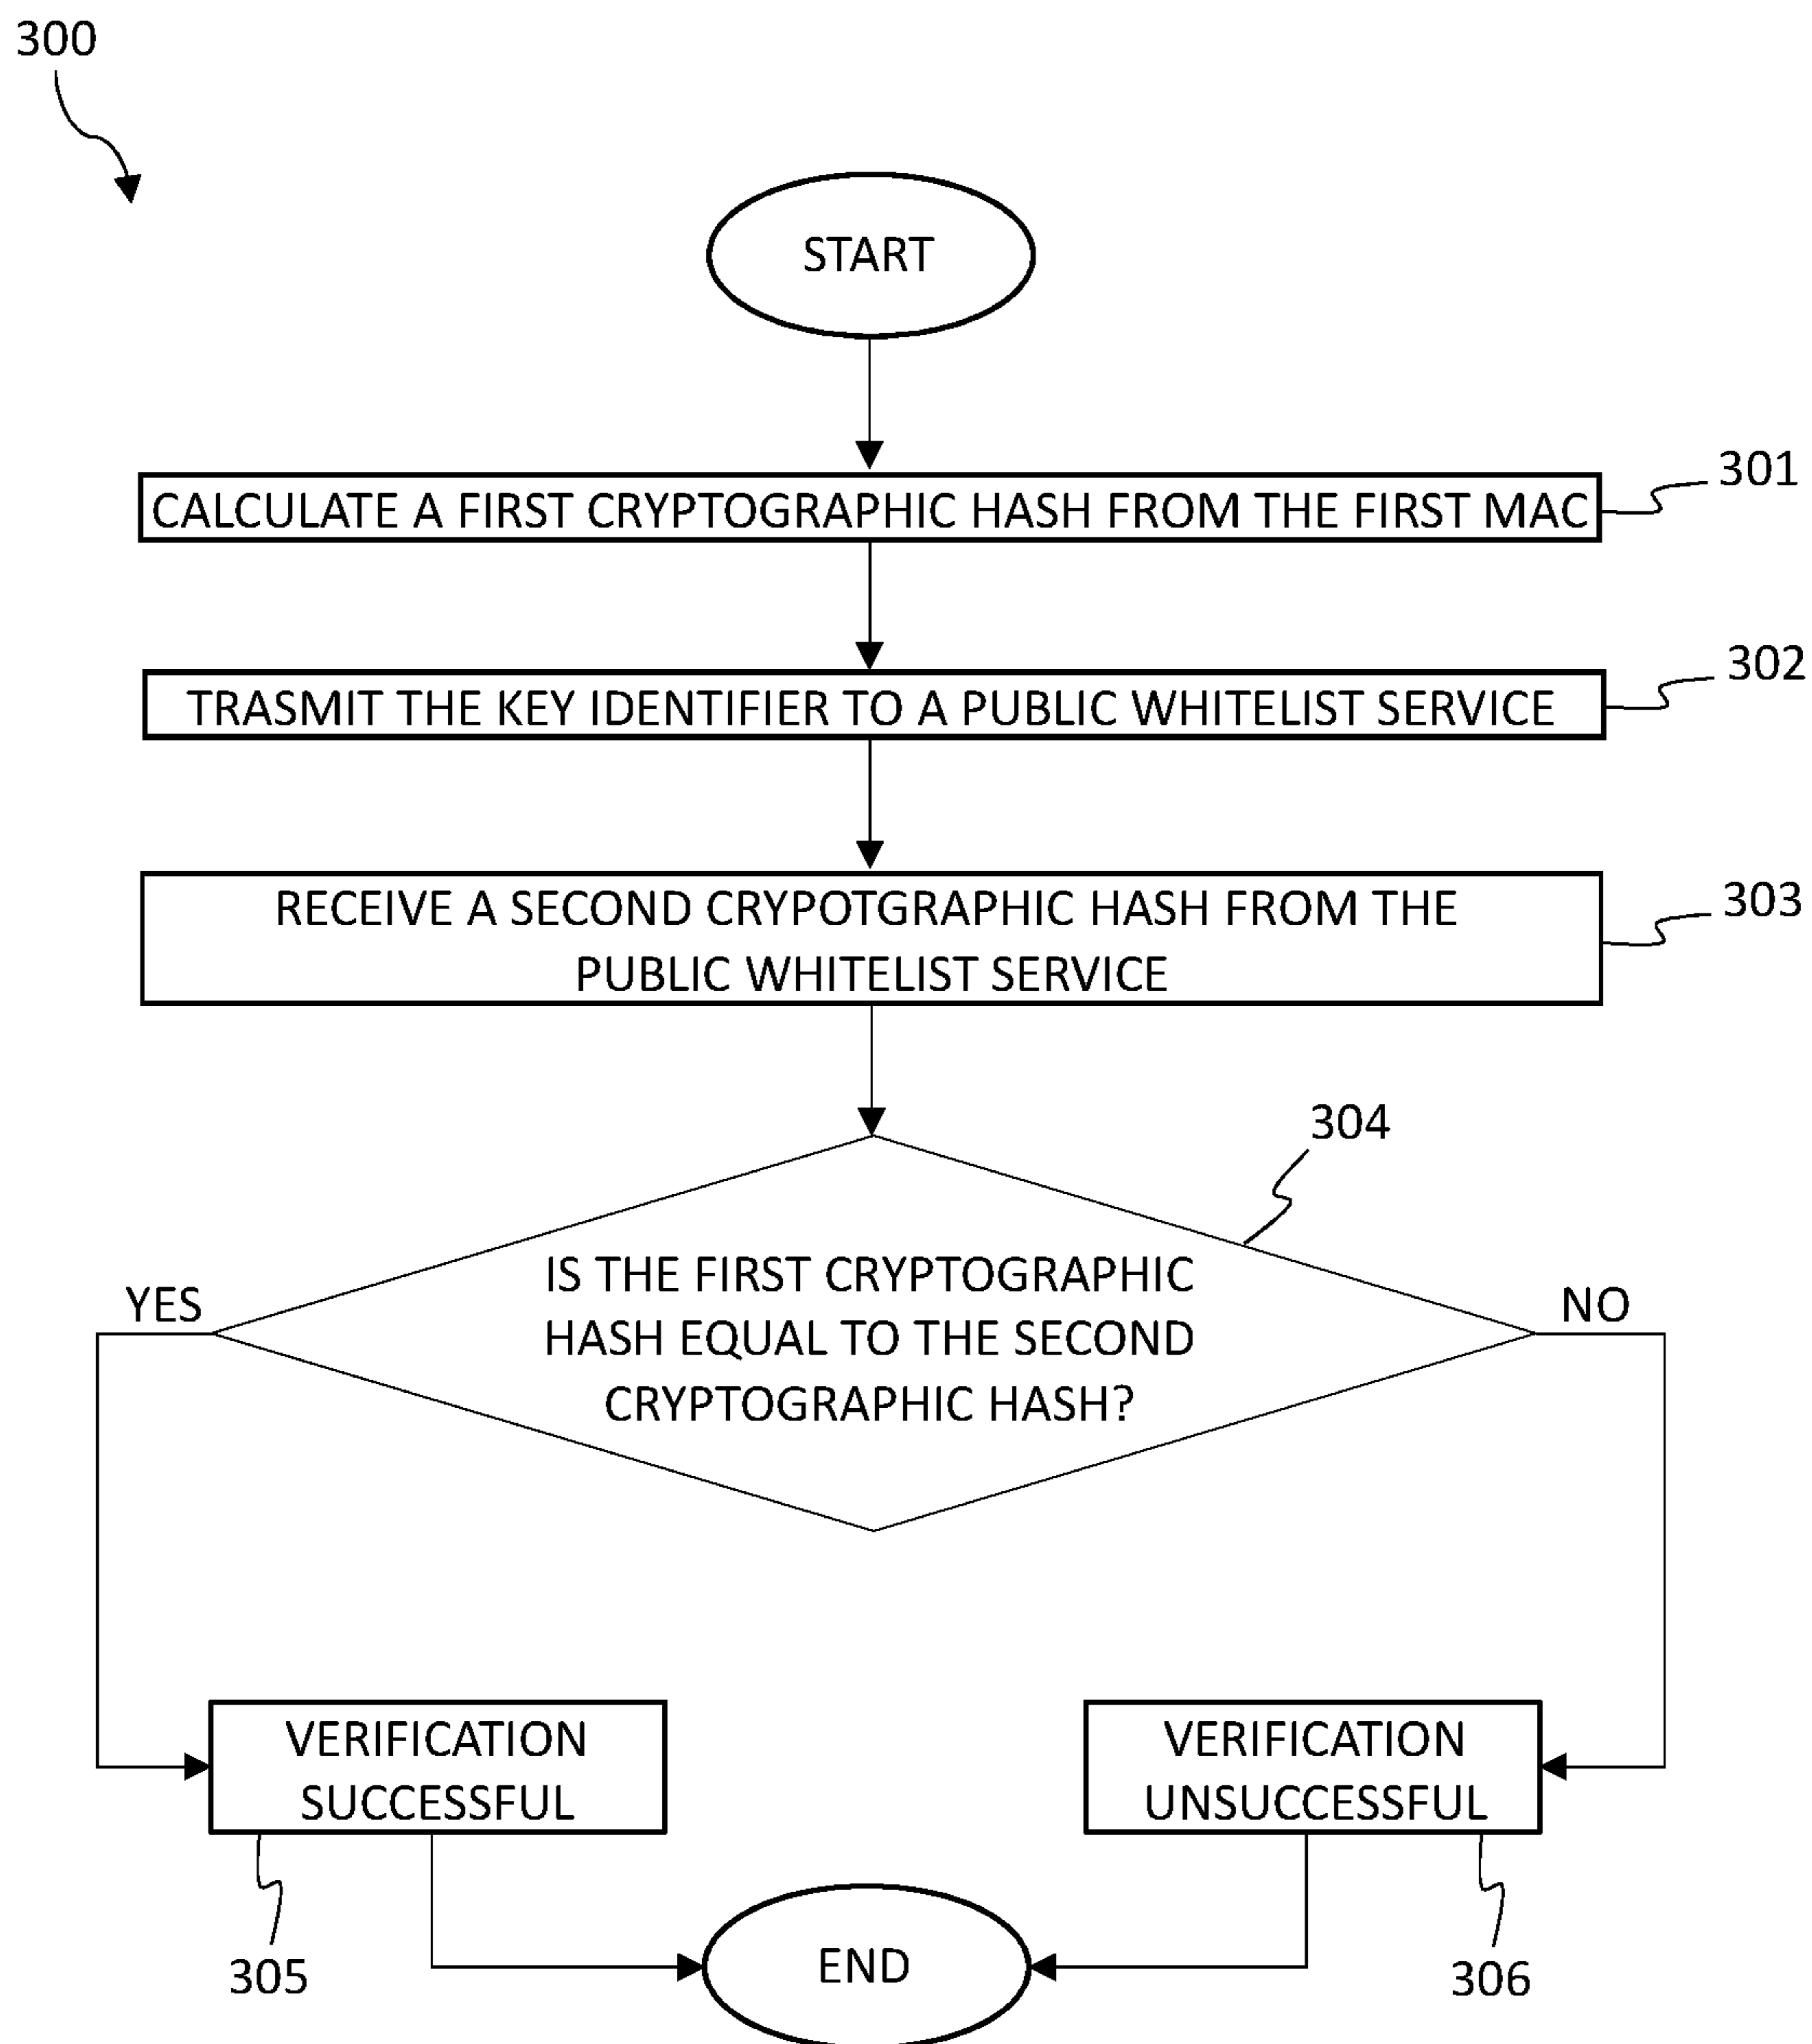 300
START
CALCULATE A FIRST CRYPTOGRAPHIC HASH FROM THE FIRST MAC
301
TRASMIT THE KEY IDENTIFIER TO A PUBLIC WHITELIST SERVICE
302
RECEIVE A SECOND CRYPOTGRAPHIC HASH FROM THE
PUBLIC WHITELIST SERVICE
303
304
IS THE FIRST CRYPTOGRAPHIC
HASH EQUAL TO THE SECOND
CRYPTOGRAPHIC HASH?
YES
NO
VERIFICATION
SUCCESSFUL
VERIFICATION
UNSUCCESSFUL
305
END
306